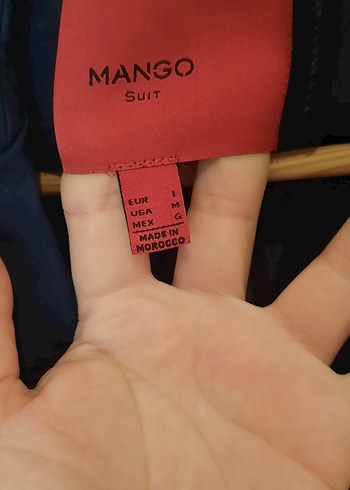 MANGO
SUIT
EUR I
USA M
MEX G
MADE IN
MOROCCO